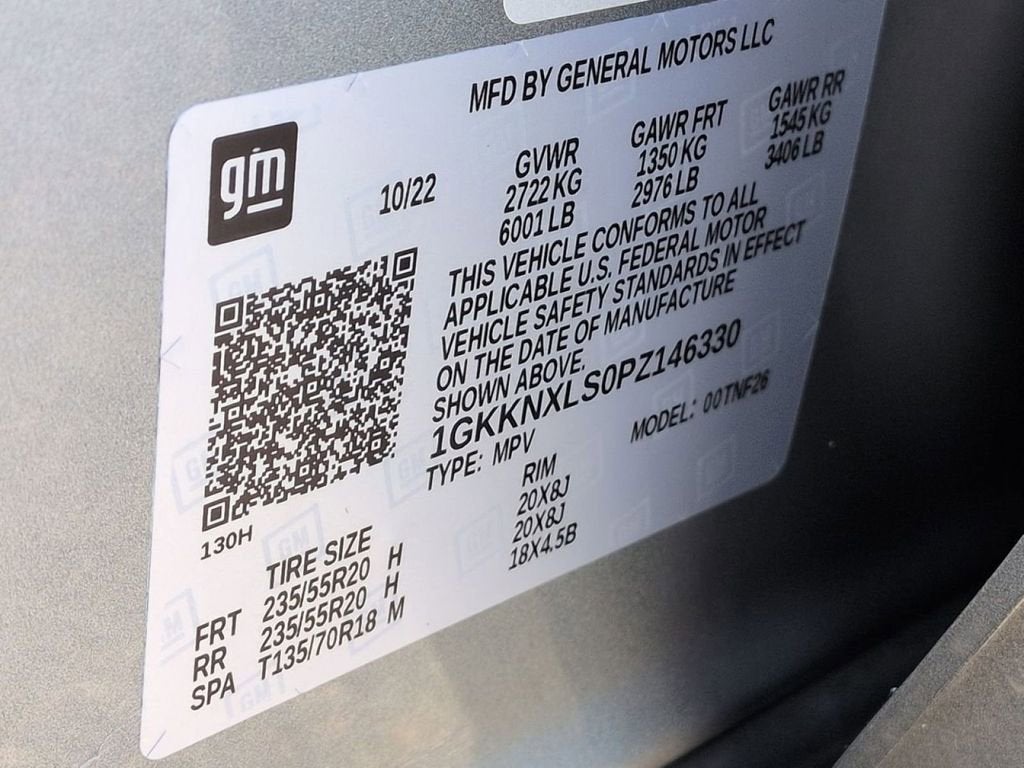 MFD BY GENERAL MOTORS LLC
gm
10/22
GVWR
2722 KG
6001 LB
GAWR FRT
1350 KG
2976 LB
GAWR RR
1545 KG
3406 LB
THIS VEHICLE CONFORMS TO ALL
APPLICABLE U.S. FEDERAL MOTOR
VEHICLE SAFETY STANDARDS IN EFFECT
ON THE DATE OF MANUFACTURE
SHOWN ABOVE.
1GKKNXLS0PZ146330
TYPE: MPV
MODEL: 00TNF26
130H
TIRE SIZE
RIM
FRT 235/55R20 H 20X8J
RR 235/55R20 H 20X8J
SPA T135/70R18 M 18X4.5B